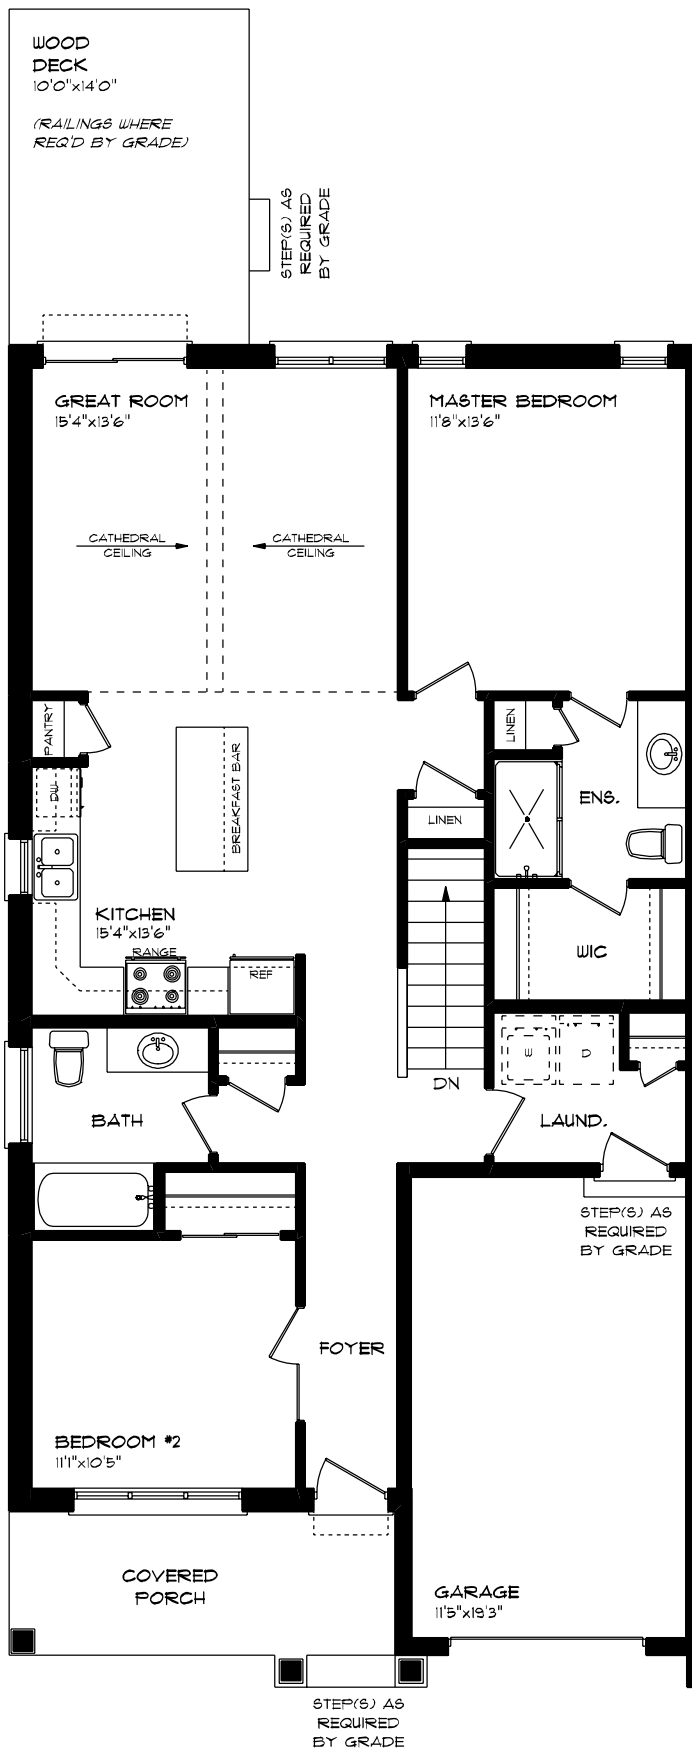 WOOD
DECK
10'0"x14'0"
(RAILINGS WHERE
REQ'D BY GRADE)
STEP(S) AS
REQUIRED
BY GRADE
GREAT ROOM
15'4"x13'6"
MASTER BEDROOM
11'8"x13'6"
CATHEDRAL
CEILING
CATHEDRAL
CEILING
PANTRY
LINEN
DW
BREAKFAST BAR
ENS.
LINEN
KITCHEN
15'4"x13'6"
RANGE
REF
WIC
W
D
DN
BATH
LAUND.
STEP(S) AS
REQUIRED
BY GRADE
FOYER
BEDROOM #2
11'1"x10'5"
COVERED
PORCH
GARAGE
11'5"x19'3"
STEP(S) AS
REQUIRED
BY GRADE